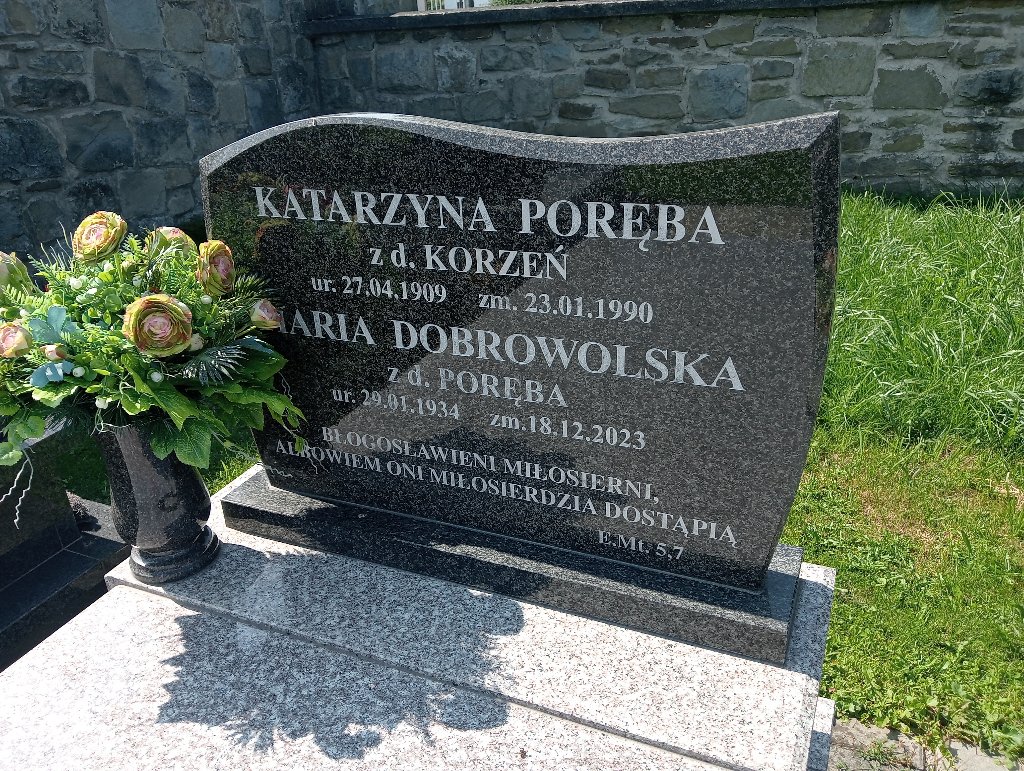 KATARZYNA PORĘBA
z d. KORZEŃ
ur. 27.04.1909 zm. 23.01.1990
MARIA DOBROWOLSKA
z d. PORĘBA
ur. 29.01.1934 zm.18.12.2023
BŁOGOSŁAWIENI MIŁOSIERNI,
ALBOWIEM ONI MIŁOSIERDZIA DOSTĄPIĄ
E.Mt. 5,7